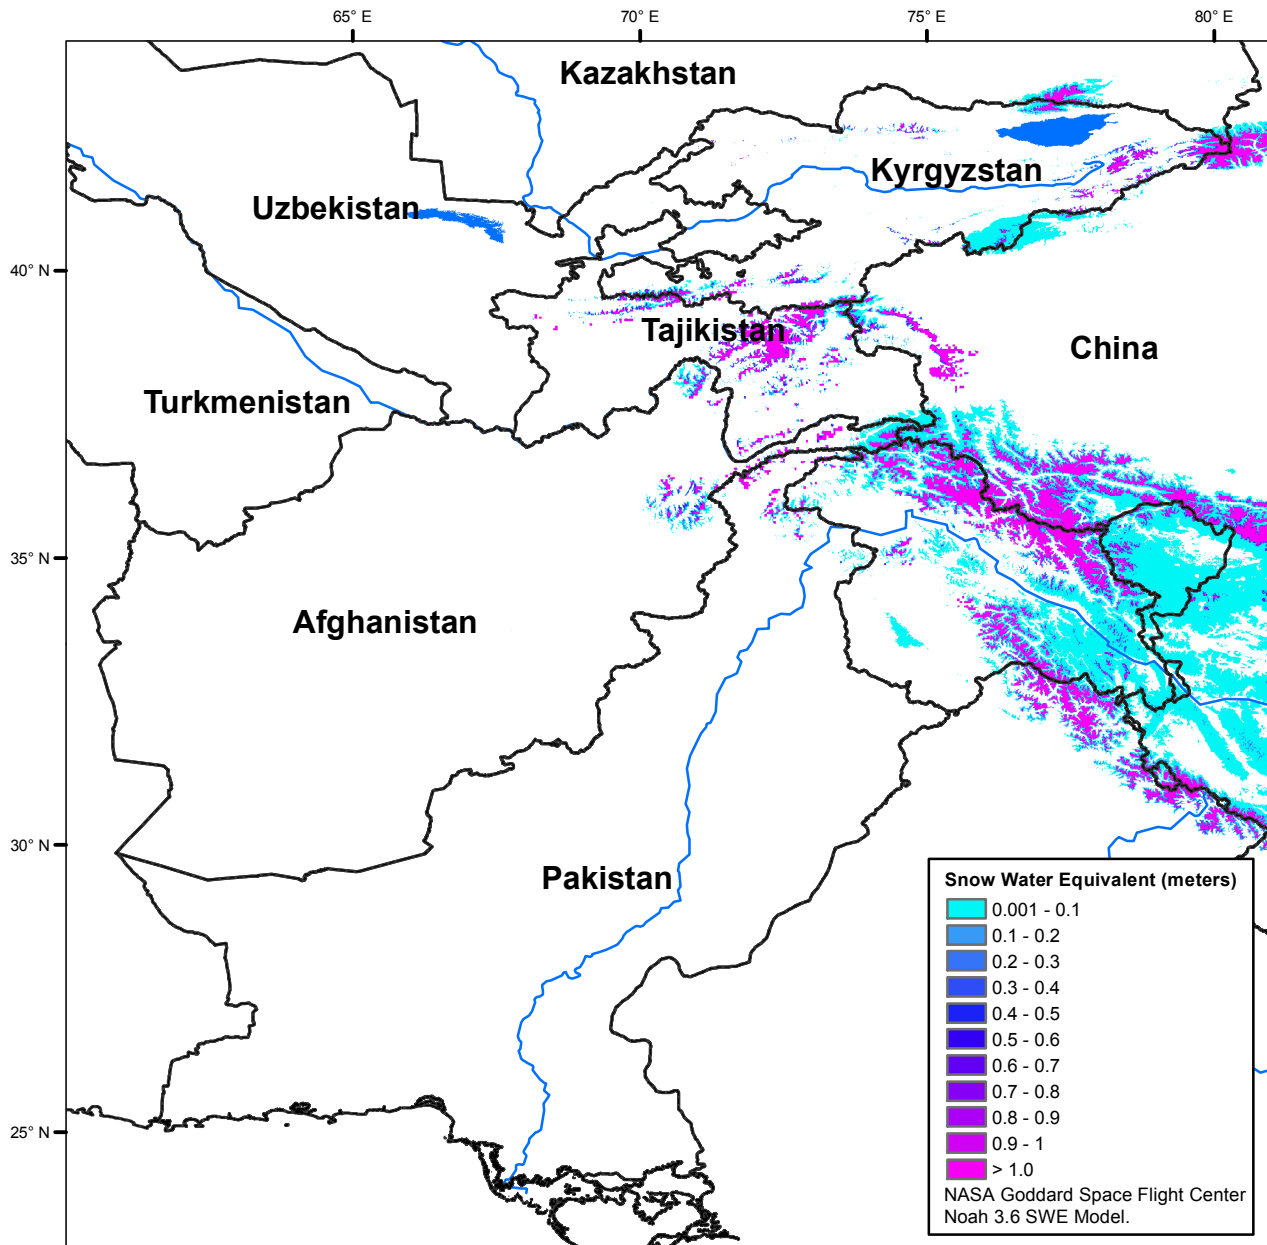 65° E
70° E
75° E
80° E
Kazakhstan
Kyrgyzstan
Uzbekistan
40° N
Tajikistan
China
Turkmenistan
35° N
Afghanistan
30° N
Pakistan
25° N
Snow Water Equivalent (meters)
0.001 - 0.1
0.1 - 0.2
0.2 - 0.3
0.3 - 0.4
0.4 - 0.5
0.5 - 0.6
0.6 - 0.7
0.7 - 0.8
0.8 - 0.9
0.9 - 1
> 1.0
NASA Goddard Space Flight Center
Noah 3.6 SWE Model.